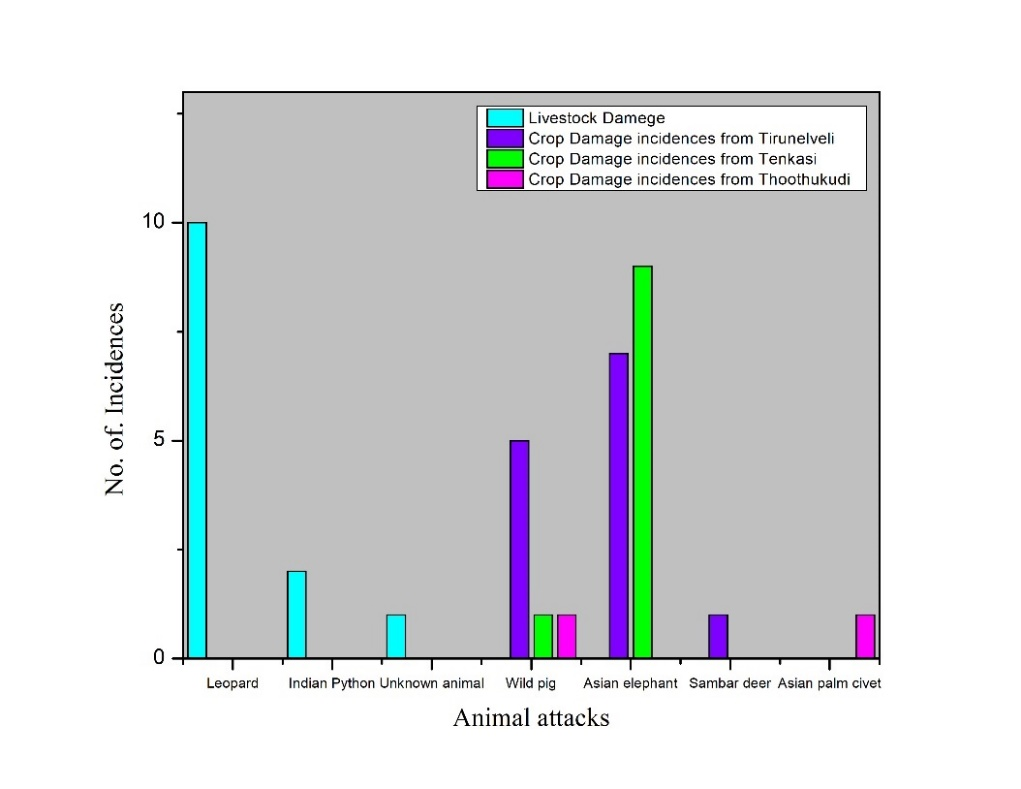 Livestock Damege
Crop Damage incidences from Tirunelveli
Crop Damage incidences from Tenkasi
Crop Damage incidences from Thoothukudi
10
5
0
No. of. Incidences
Leopard Indian Python Unknown animal Wild pig Asian elephant Sambar deer Asian palm civet
Animal attacks